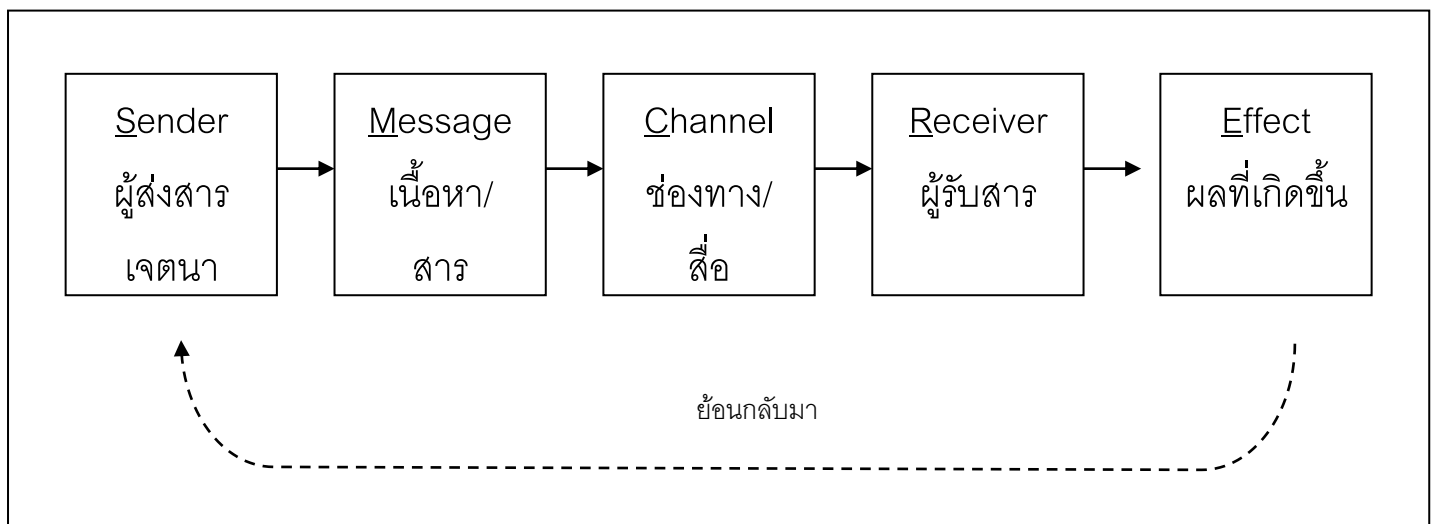 Sender
ผู้ส่งสาร
เจตนา
Message
เนื้อหา/
สาร
Channel
ช่องทาง/
สื่อ
Receiver
ผู้รับสาร
Effect
ผลที่เกิดขึ้น
ย้อนกลับมา